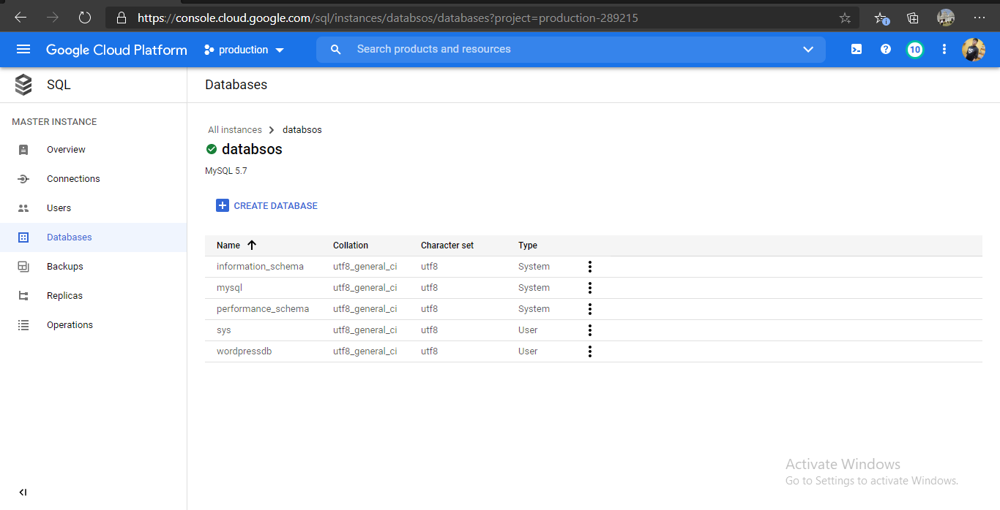 https://console.cloud.google.com/sql/instances/databsos/databases?project=production-289215
Google Cloud Platform production Search products and resources 10
SQL Databases
MASTER INSTANCE
Overview
Connections
Users
Databases
Backups
Replicas
Operations
All instances databsos
databsos
MySQL 5.7
CREATE DATABASE
Name Collation Character set Type
information_schema utf8_general_ci utf8 System
mysql utf8_general_ci utf8 System
performance_schema utf8_general_ci utf8 System
sys utf8_general_ci utf8 User
wordpressdb utf8_general_ci utf8 User
Activate Windows
Go to Settings to activate Windows.